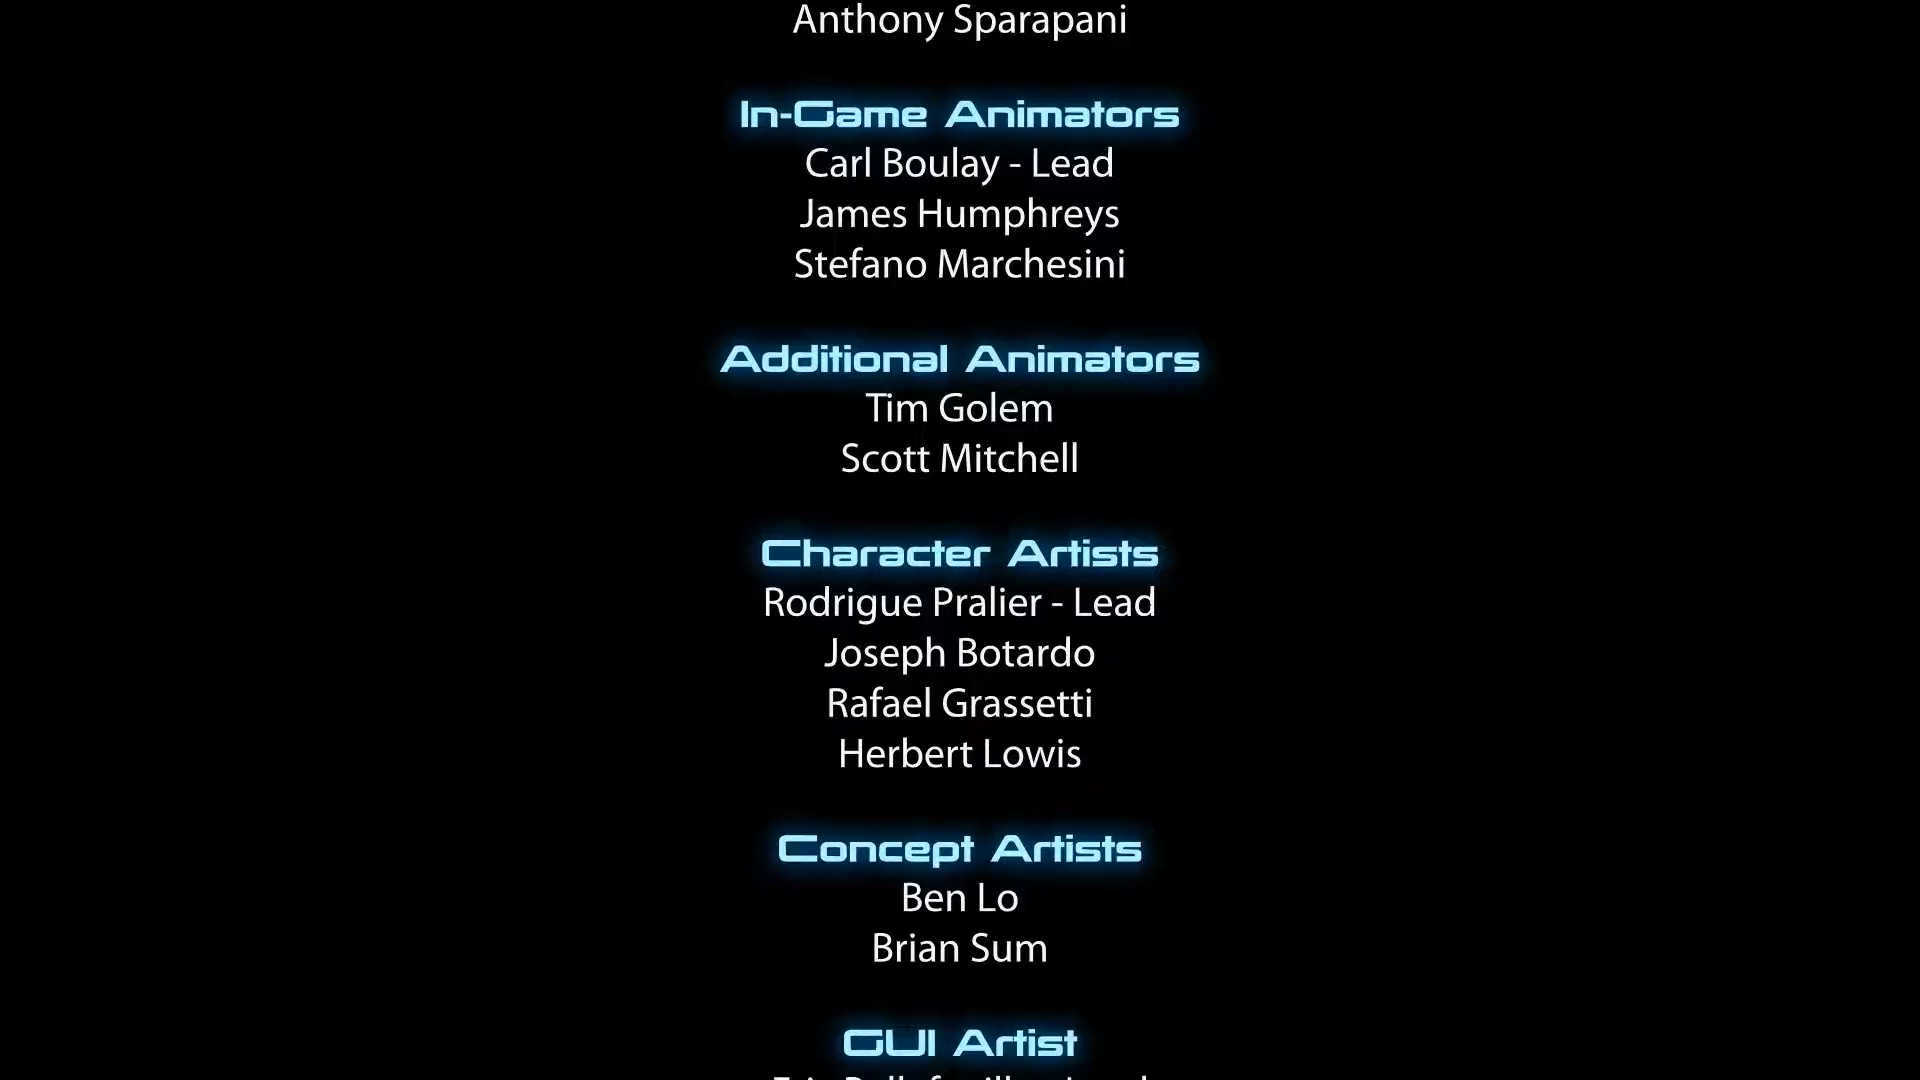 Anthony Sparapani
In-Game Animators
Carl Boulay - Lead
James Humphreys
Stefano Marchesini
Additional Animators
Tim Golem
Scott Mitchell
Character Artists
Rodrigue Pralier - Lead
Joseph Botardo
Rafael Grassetti
Herbert Lowis
Concept Artists
Ben Lo
Brian Sum
GUI Artist